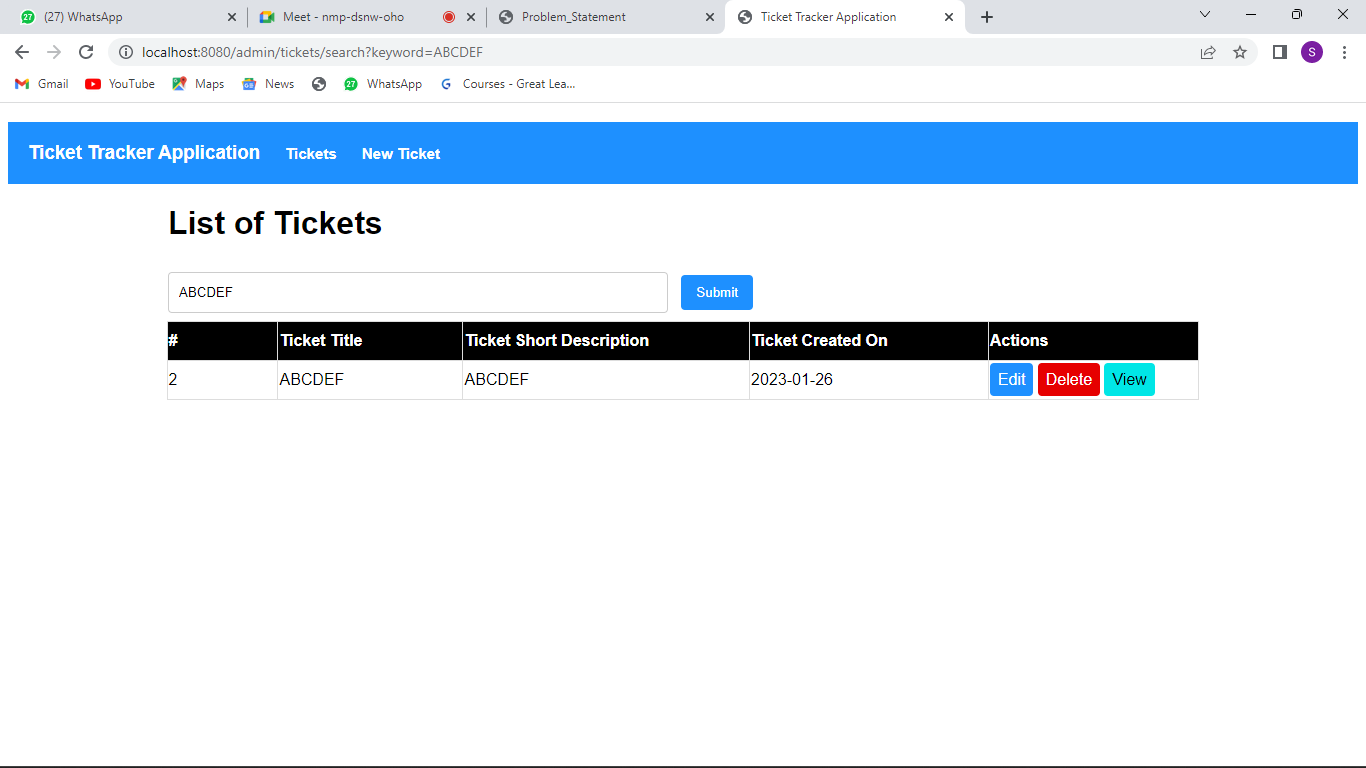 (27) WhatsApp
Meet - nmp-dsnw-oho
Problem_Statement
Ticket Tracker Application
localhost:8080/admin/tickets/search?keyword=ABCDEF
S
Gmail
YouTube
Maps
GE
News
27
WhatsApp
G
Courses - Great Lea...
Ticket Tracker Application
Tickets
New Ticket
List of Tickets
ABCDEF
Submit
# Ticket Title Ticket Short Description Ticket Created On Actions
2 ABCDEF ABCDEF 2023-01-26 Edit Delete View